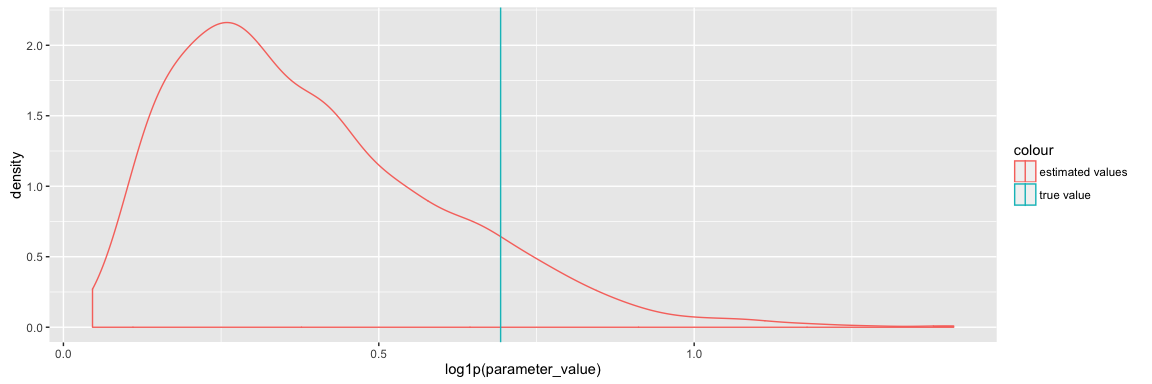 2.0
1.5
1.0
0.5
0.0
density
0.0 0.5 1.0
log1p(parameter_value)
colour
estimated values
true value